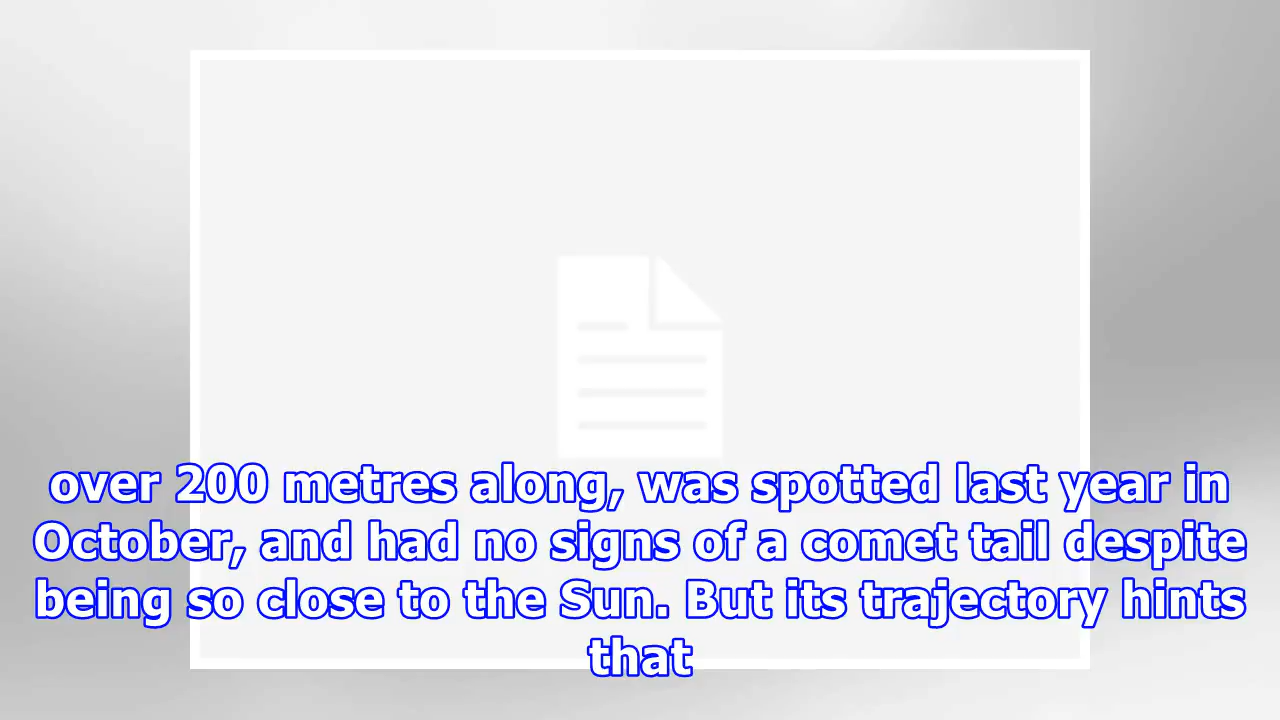 over 200 metres along, was spotted last year in
October, and had no signs of a comet tail despite
being so close to the Sun. But its trajectory hints
that